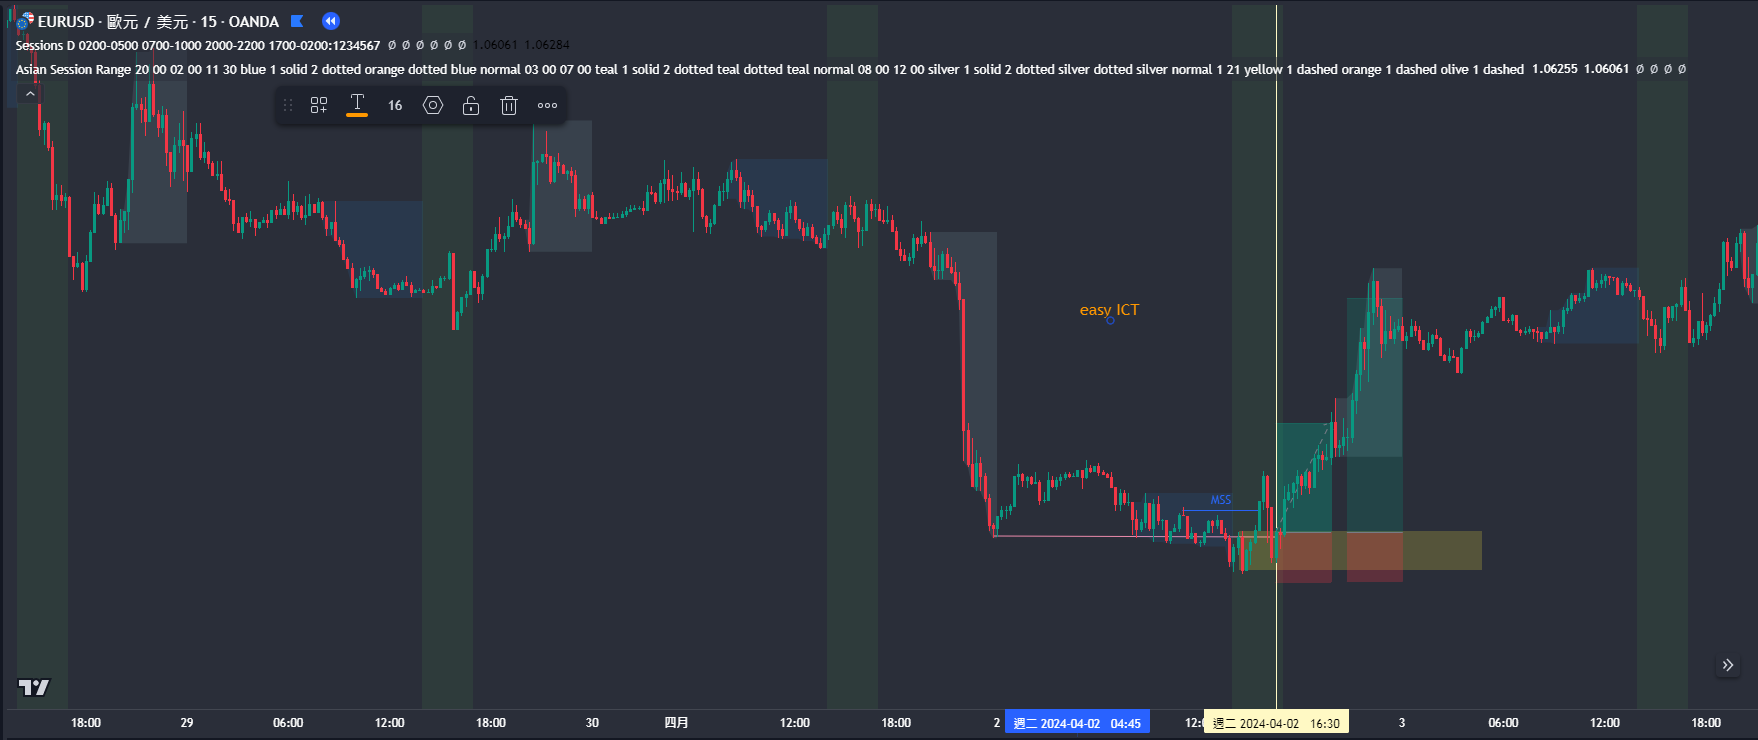 EURUSD · 歐元 / 美元 · 15 · OANDA
Sessions D 0200-0500 0700-1000 2000-2200 1700-0200:1234567 Ø Ø Ø Ø Ø Ø 1.06061 1.06284
Asian Session Range 20 00 02 00 11 30 blue 1 solid 2 dotted orange dotted blue normal 03 00 07 00 teal 1 solid 2 dotted teal dotted teal normal 08 00 12 00 silver 1 solid 2 dotted silver dotted silver normal 1 21 yellow 1 dashed orange 1 dashed olive 1 dashed 1.06255 1.06061 Ø Ø Ø Ø
T 16
easy ICT
MSS
18:00 29 06:00 12:00 18:00 30 四月 12:00 18:00 2 週二 2024-04-02 04:45 週二 2024-04-02 16:30 3 06:00 12:00 18:00